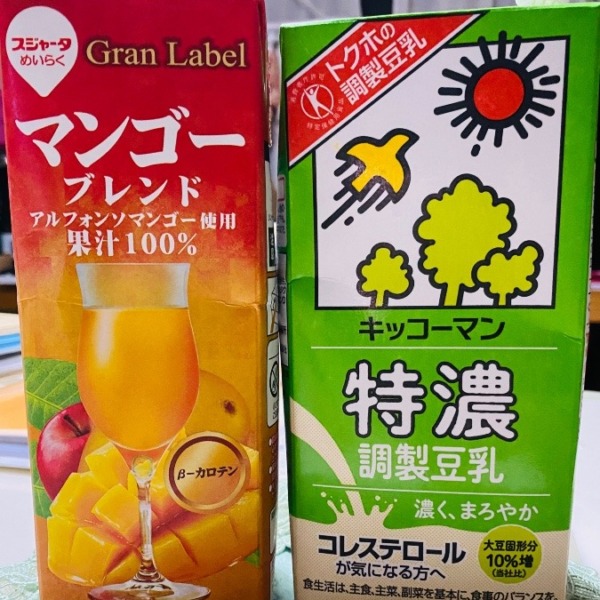 スジャータ
めいらく
Gran Label
マンゴー
ブレンド
アルフォンソマンゴー使用
果汁100%
β-カロテン
トクホの
調製豆乳
キッコーマン
特濃
調製豆乳
濃く、まろやか
コレステロール
が気になる方へ
大豆固形分
10%増
(当社比)
食生活は、主食、主菜、副菜を基本に、食事のバランスを。